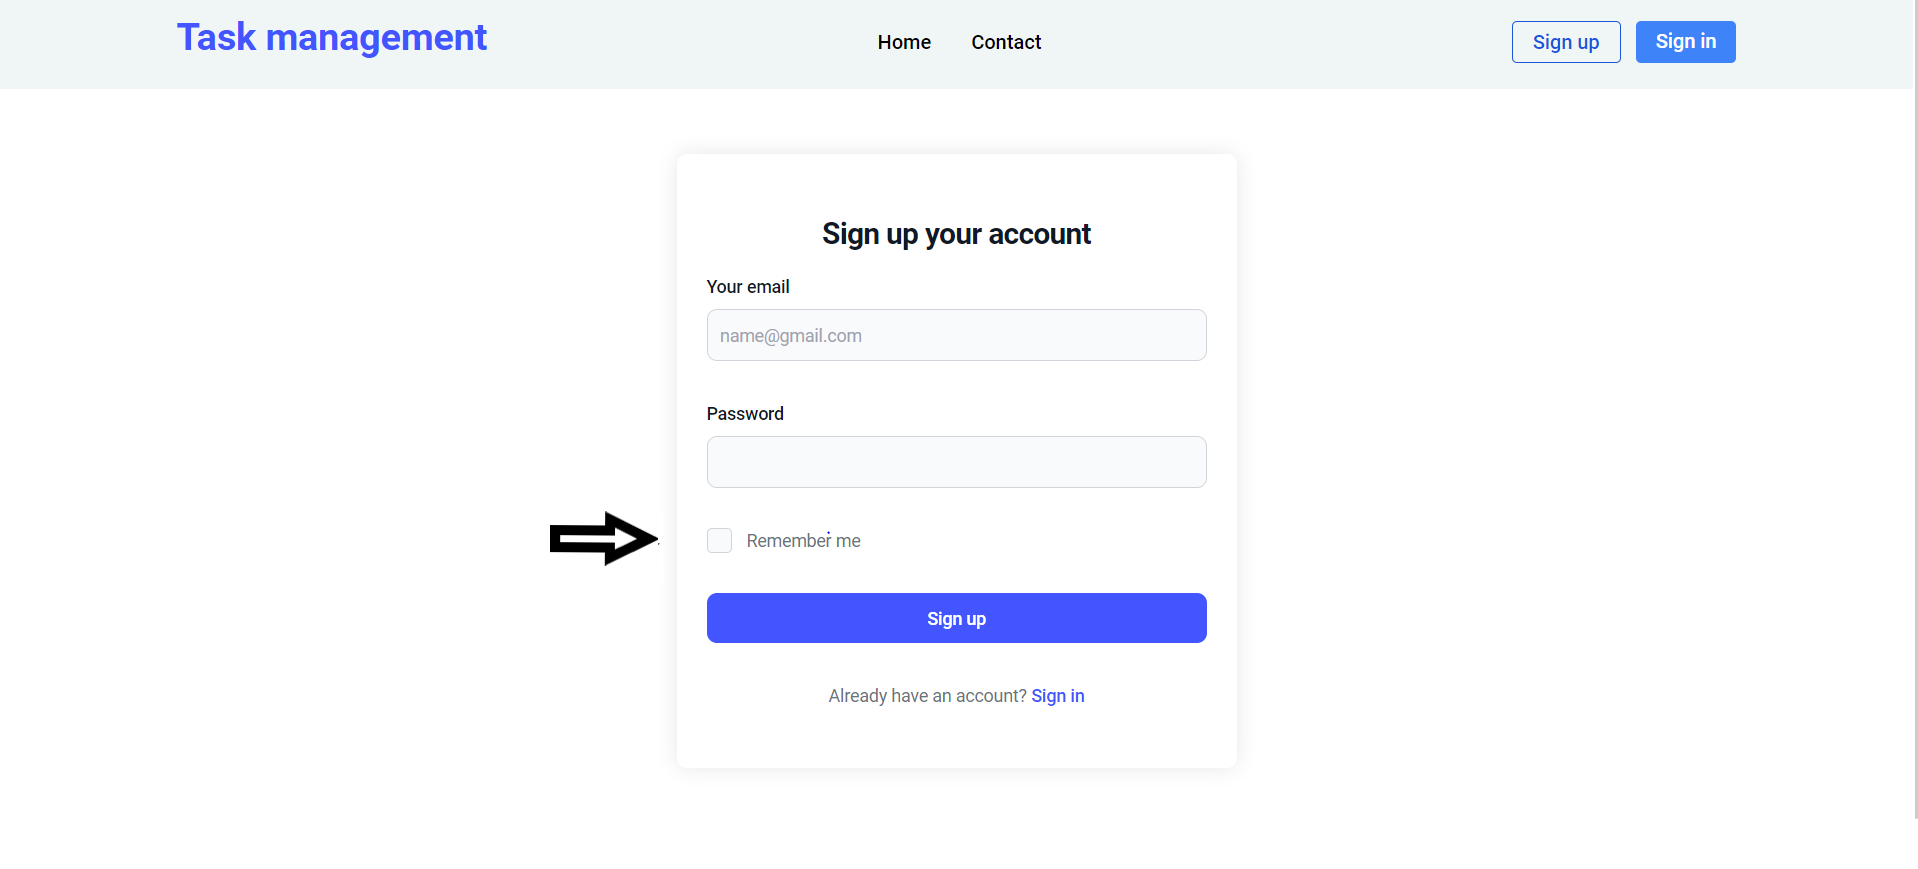 Task management
Home Contact
Sign up Sign in
Sign up your account
Your email
name@gmail.com
Password
Remember me
Sign up
Already have an account? Sign in